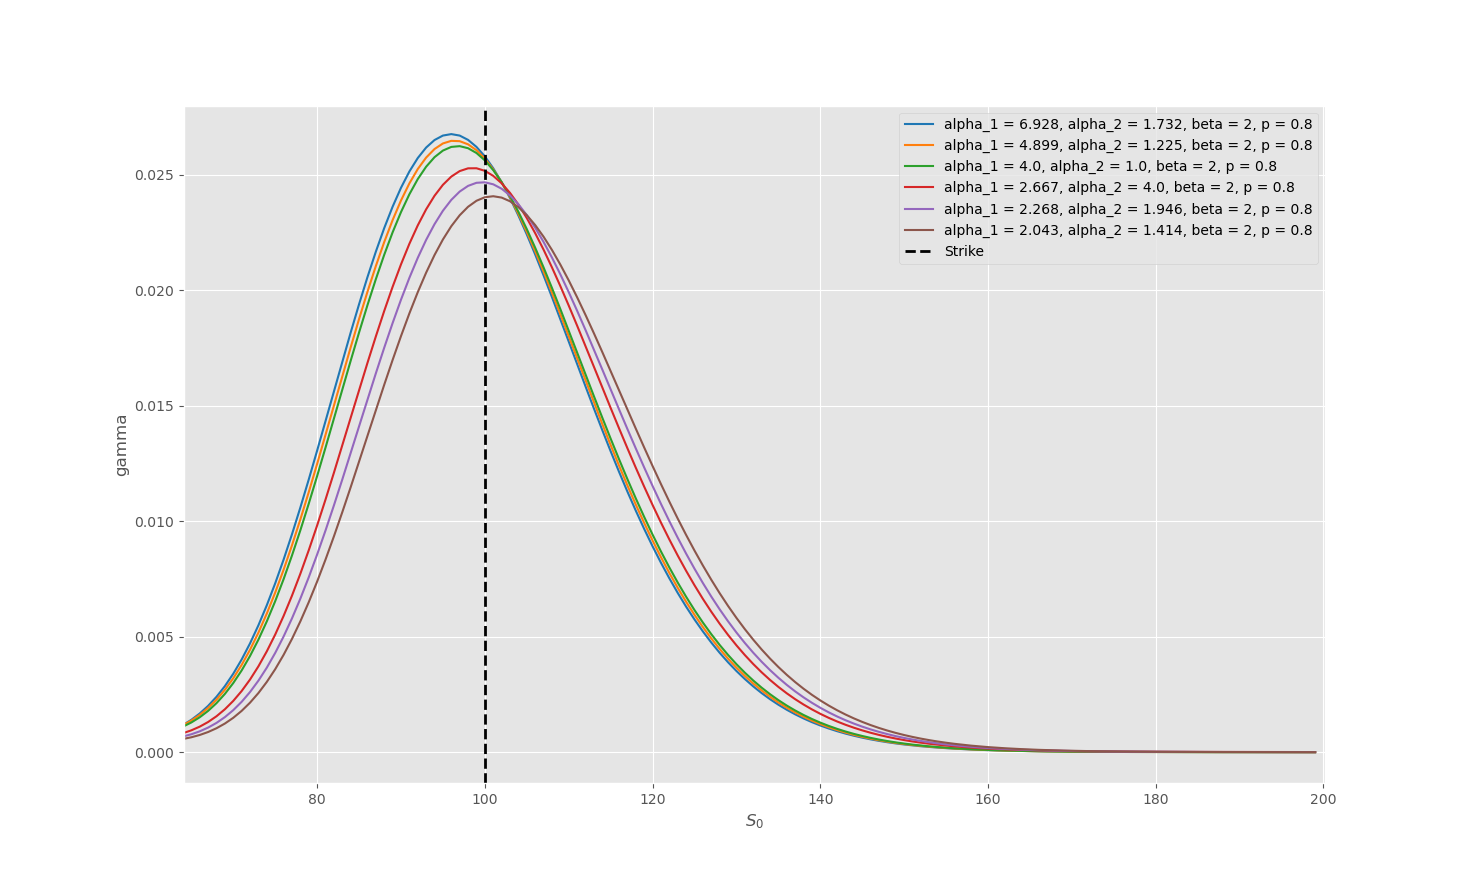 alpha_1 = 6.928, alpha_2 = 1.732, beta = 2, p = 0.8
alpha_1 = 4.899, alpha_2 = 1.225, beta = 2, p = 0.8
alpha_1 = 4.0, alpha_2 = 1.0, beta = 2, p = 0.8
alpha_1 = 2.667, alpha_2 = 4.0, beta = 2, p = 0.8
alpha_1 = 2.268, alpha_2 = 1.946, beta = 2, p = 0.8
alpha_1 = 2.043, alpha_2 = 1.414, beta = 2, p = 0.8
Strike
0.025
0.020
0.015
0.010
0.005
0.000
gamma
80 100 120 140 160 180 200
S_0